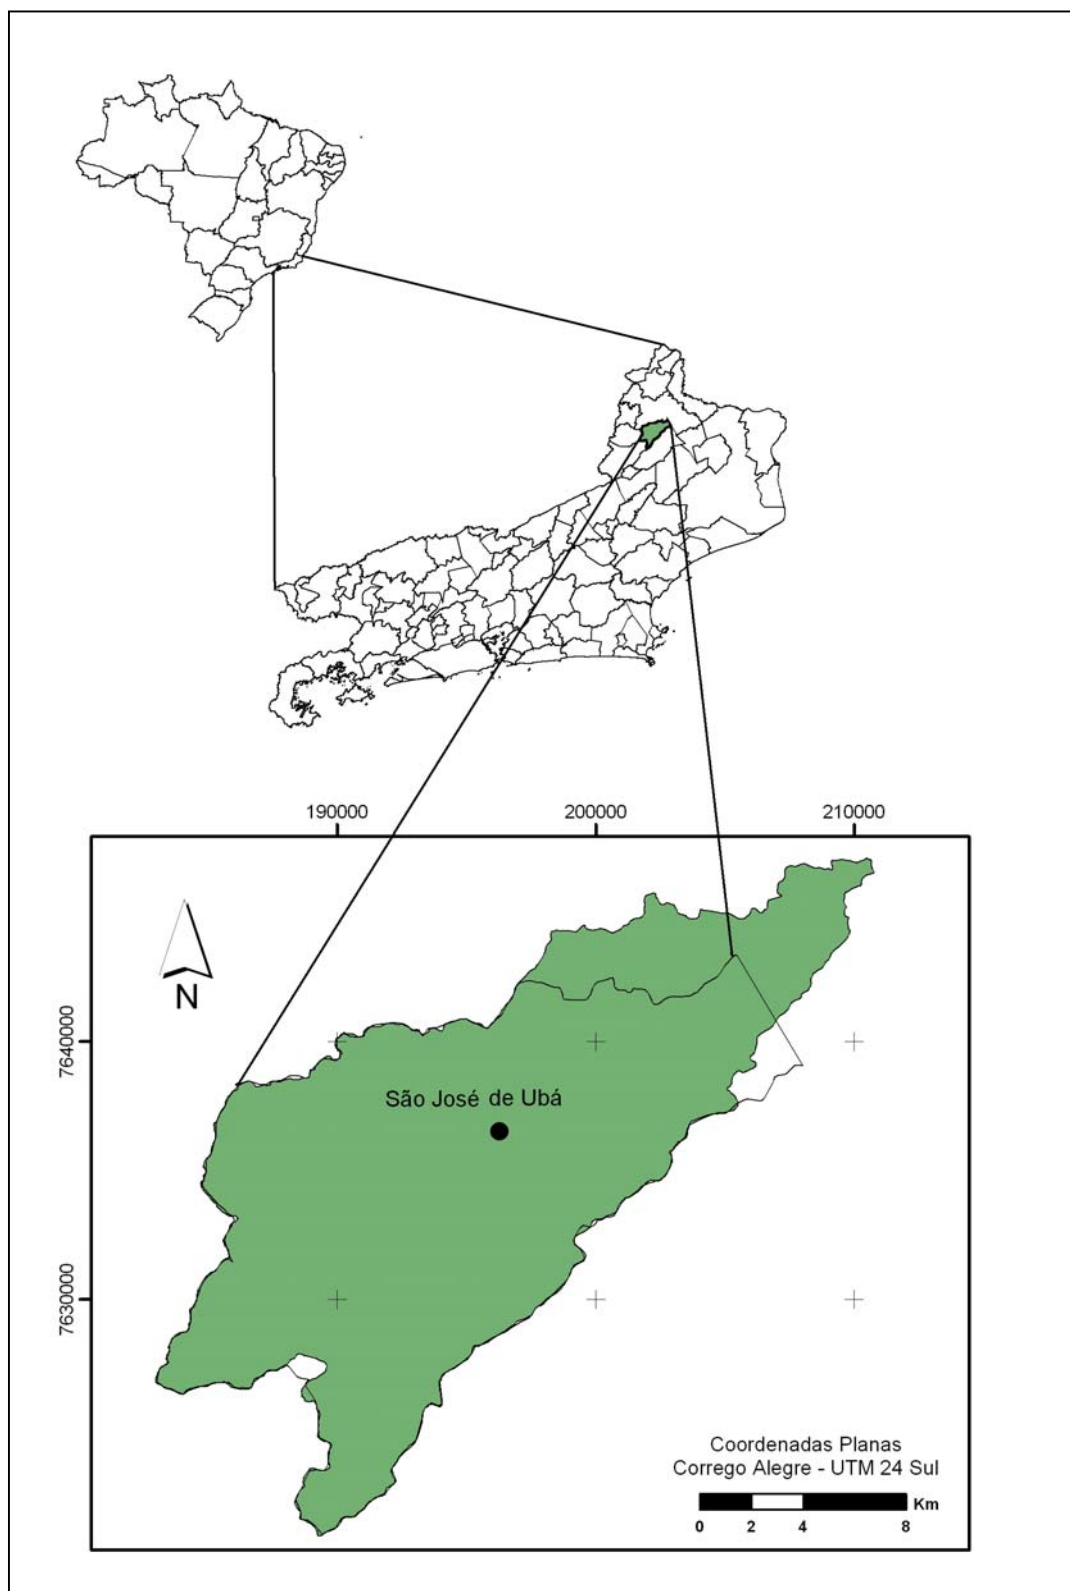 190000 200000 210000
N
7640000
São José de Ubá
7630000
Coordenadas Planas
Corrego Alegre - UTM 24 Sul
Km
0 2 4 8